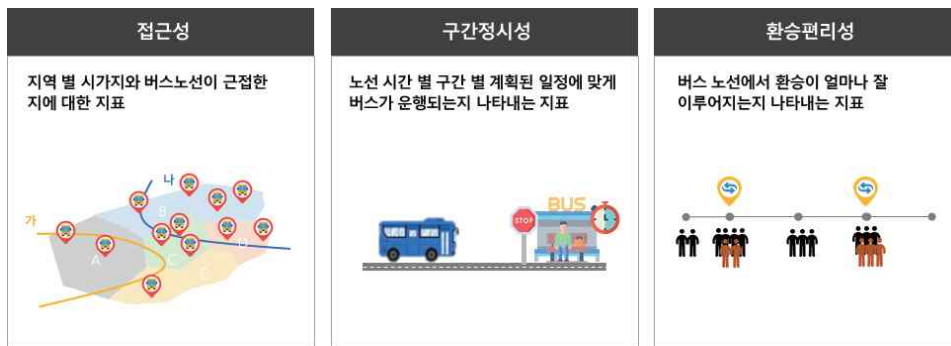 접근성
지역 별 시가지와 버스노선이 근접한
지에 대한 지표
나
가
B
A
C
D
C
구간정시성
노선 시간 별 구간 별 계획된 일정에 맞게
버스가 운행되는지 나타내는 지표
BUS
STOP
환승편리성
버스 노선에서 환승이 얼마나 잘
이루어지는지 나타내는 지표